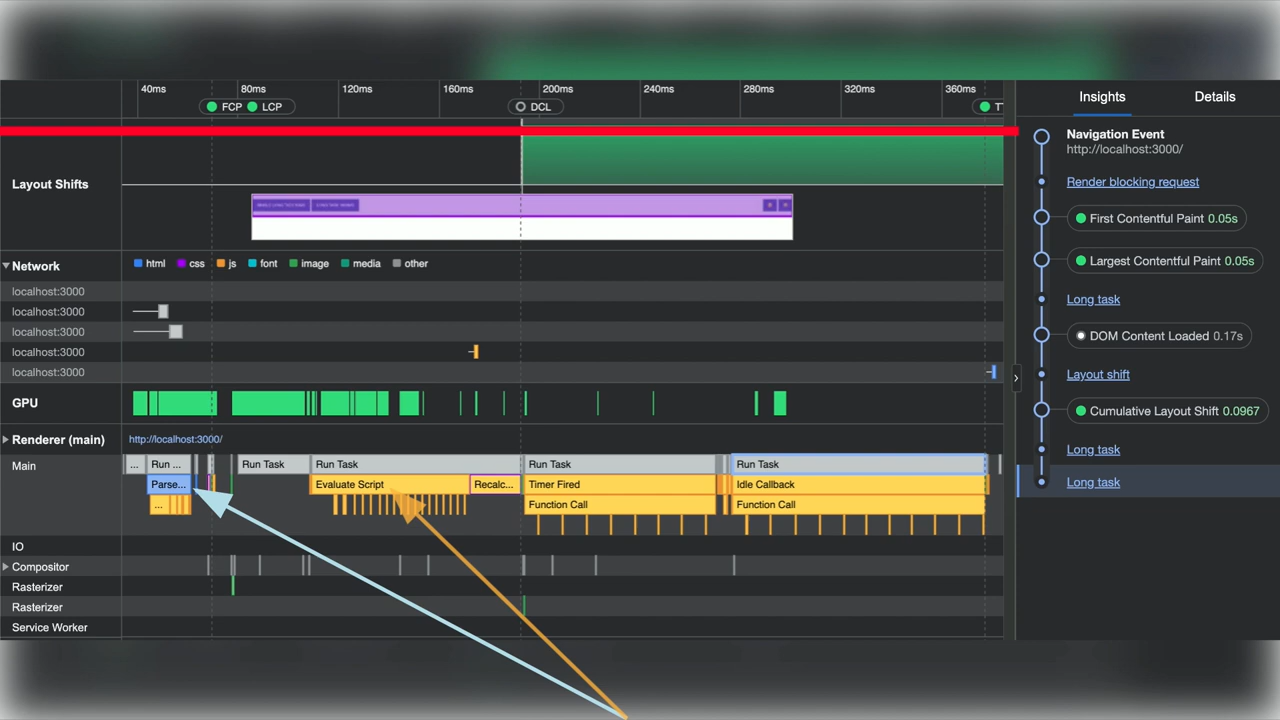 40ms 80ms 120ms 160ms 200ms 240ms 280ms 320ms 360ms
FCP LCP DCL
Layout Shifts
Network html css js font image media other
localhost:3000
localhost:3000
localhost:3000
localhost:3000
localhost:3000
GPU
Renderer (main) http://localhost:3000/
Main ... Run ... Run Task Run Task Run Task Run Task
Parse... Evaluate Script Recalc... Timer Fired Idle Callback
... Function Call Function Call
IO
Compositor
Rasterizer
Rasterizer
Service Worker
Insights Details
Navigation Event
http://localhost:3000/
Render blocking request
First Contentful Paint 0.05s
Largest Contentful Paint 0.05s
Long task
DOM Content Loaded 0.17s
Layout shift
Cumulative Layout Shift 0.0967
Long task
Long task